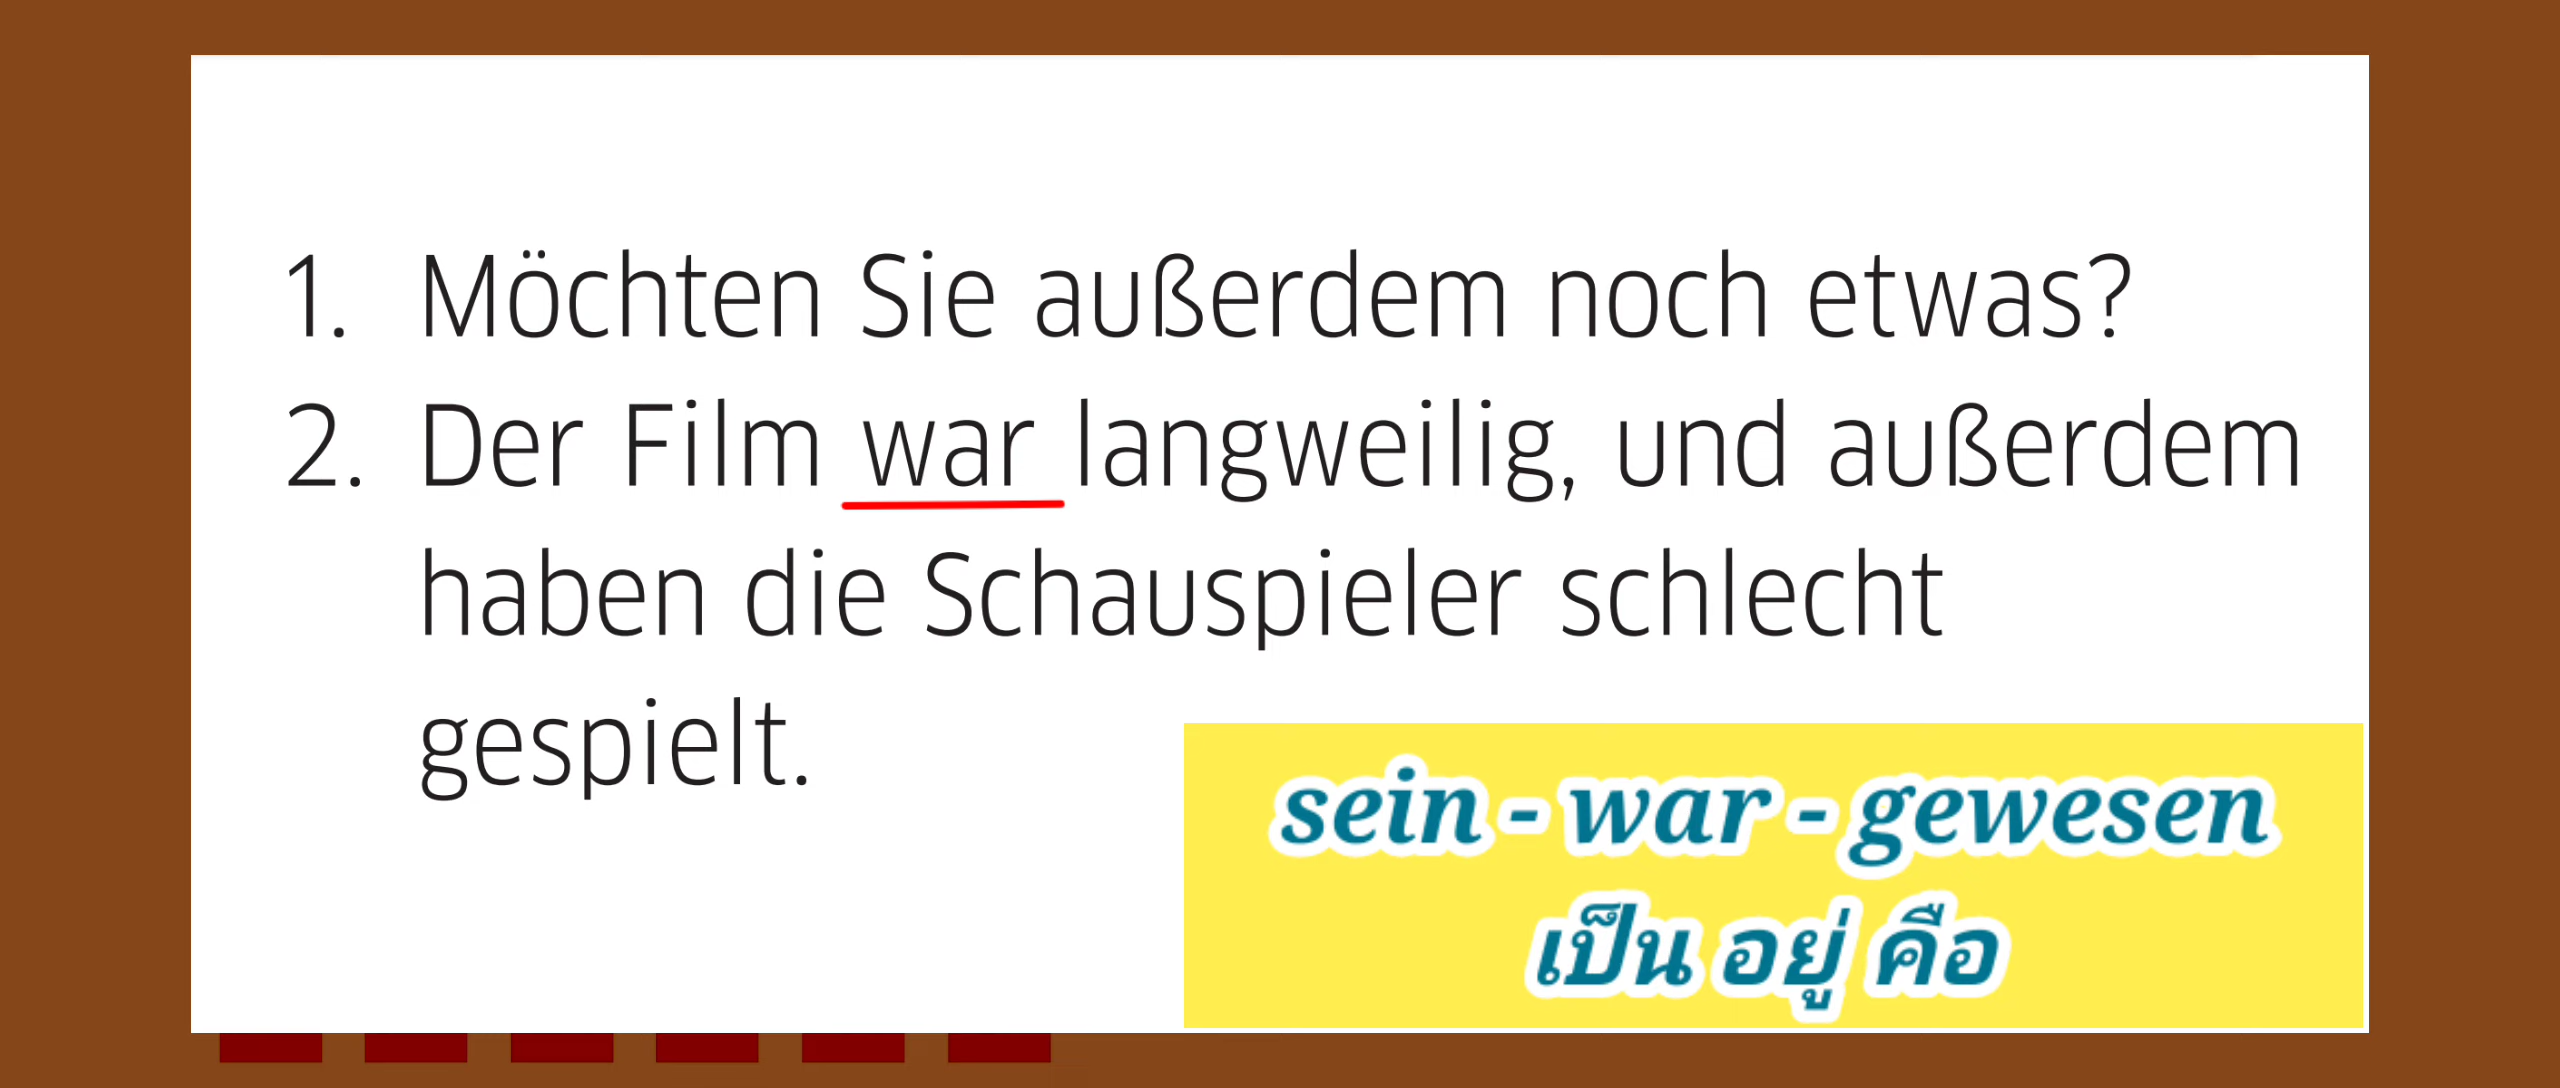 1. Möchten Sie außerdem noch etwas?
2. Der Film war langweilig, und außerdem
haben die Schauspieler schlecht
gespielt.
sein - war - gewesen
เป็น อยู่ คือ